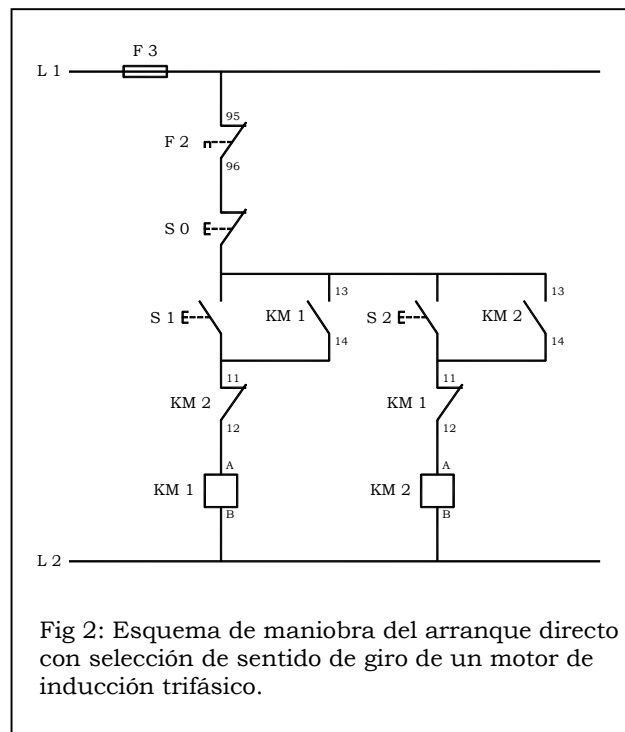 F 3
L 1
95
F 2
96
S 0
13
13
S 1
KM 1
S 2
KM 2
14
14
11
11
KM 2
KM 1
12
12
A
A
KM 1
KM 2
B
B
L 2
Fig 2: Esquema de maniobra del arranque directo
con selección de sentido de giro de un motor de
inducción trifásico.